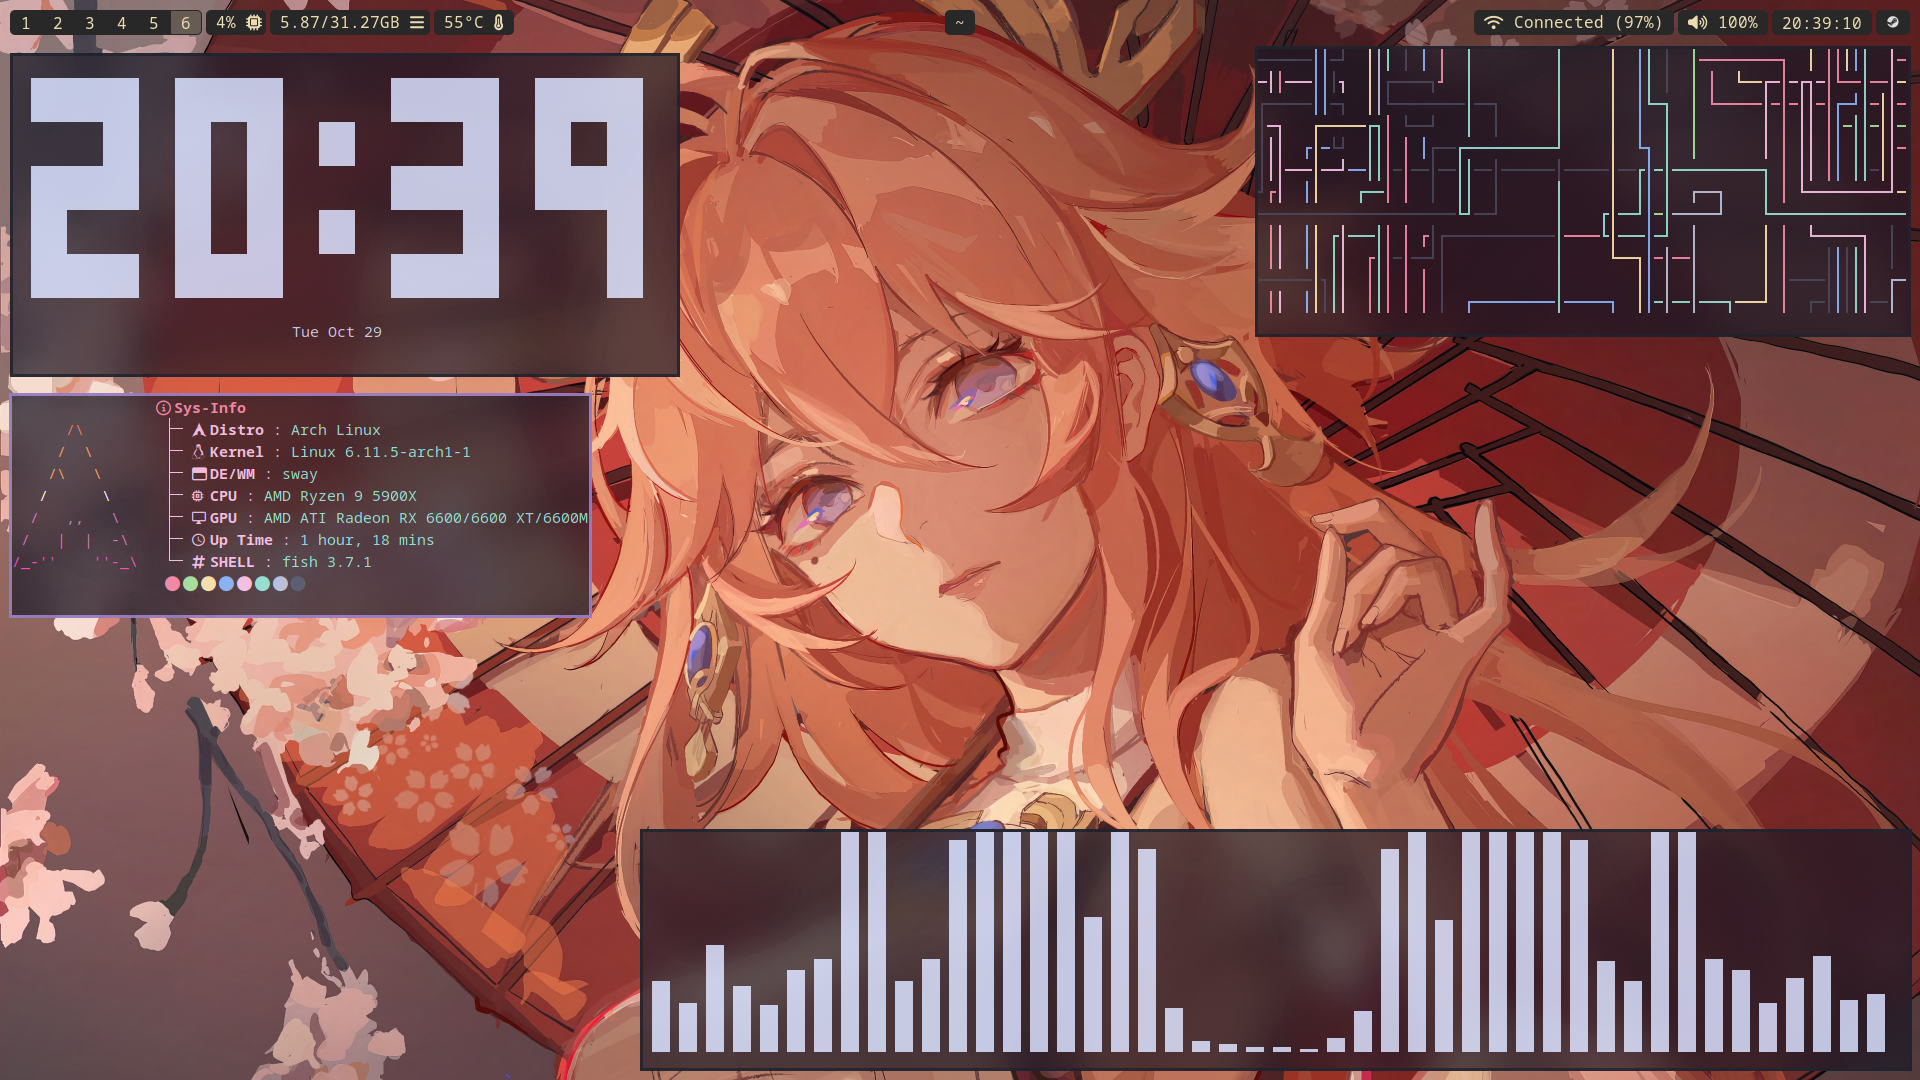 1 2 3 4 5 6 4% 5.87/31.27GB 55°C ~ Connected (97%) 100% 20:39:10
20:39
Tue Oct 29
Sys-Info
Distro : Arch Linux
Kernel : Linux 6.11.5-arch1-1
DE/WM : sway
CPU : AMD Ryzen 9 5900X
GPU : AMD ATI Radeon RX 6600/6600 XT/6600M
Up Time : 1 hour, 18 mins
SHELL : fish 3.7.1